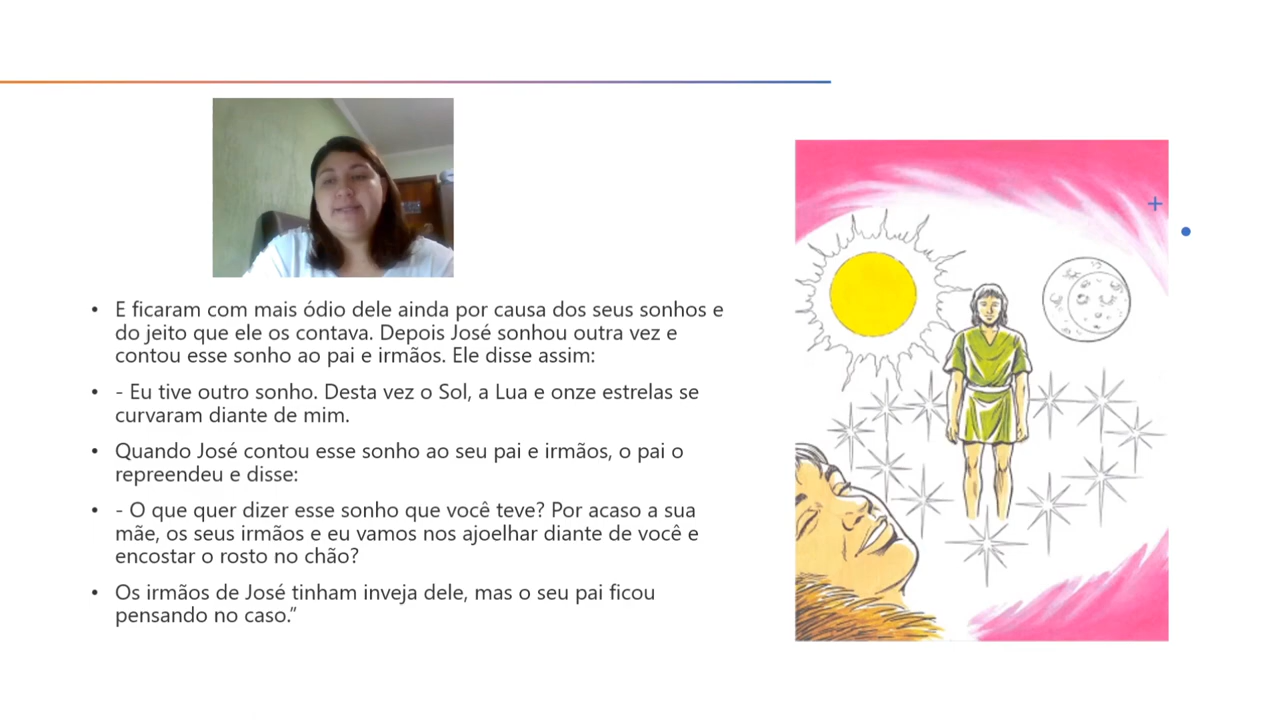 • E ficaram com mais ódio dele ainda por causa dos seus sonhos e
do jeito que ele os contava. Depois José sonhou outra vez e
contou esse sonho ao pai e irmãos. Ele disse assim:
• - Eu tive outro sonho. Desta vez o Sol, a Lua e onze estrelas se
curvaram diante de mim.
• Quando José contou esse sonho ao seu pai e irmãos, o pai o
repreendeu e disse:
• - O que quer dizer esse sonho que você teve? Por acaso a sua
mãe, os seus irmãos e eu vamos nos ajoelhar diante de você e
encostar o rosto no chão?
• Os irmãos de José tinham inveja dele, mas o seu pai ficou
pensando no caso.”